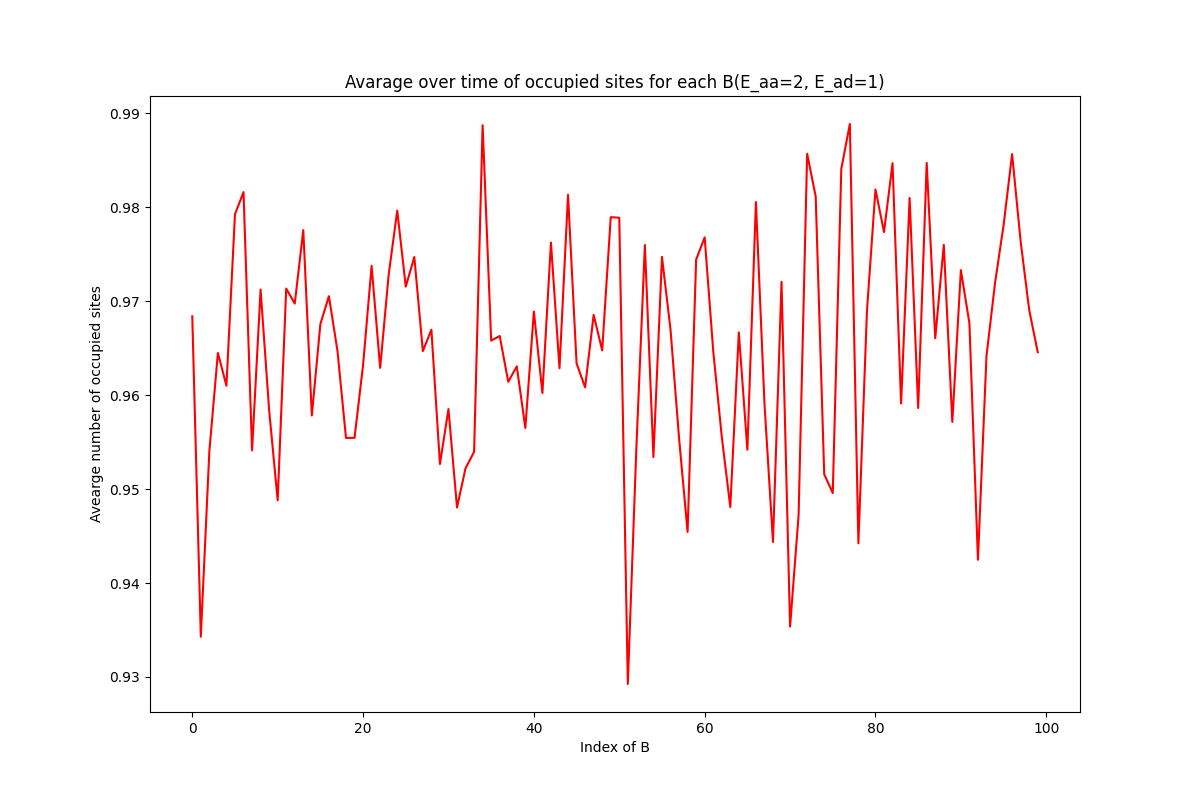 Avarage over time of occupied sites for each B(E_aa=2, E_ad=1)
0.99
0.98
0.97
0.96
0.95
0.94
0.93
Avearge number of occupied sites
0 20 40 60 80 100
Index of B